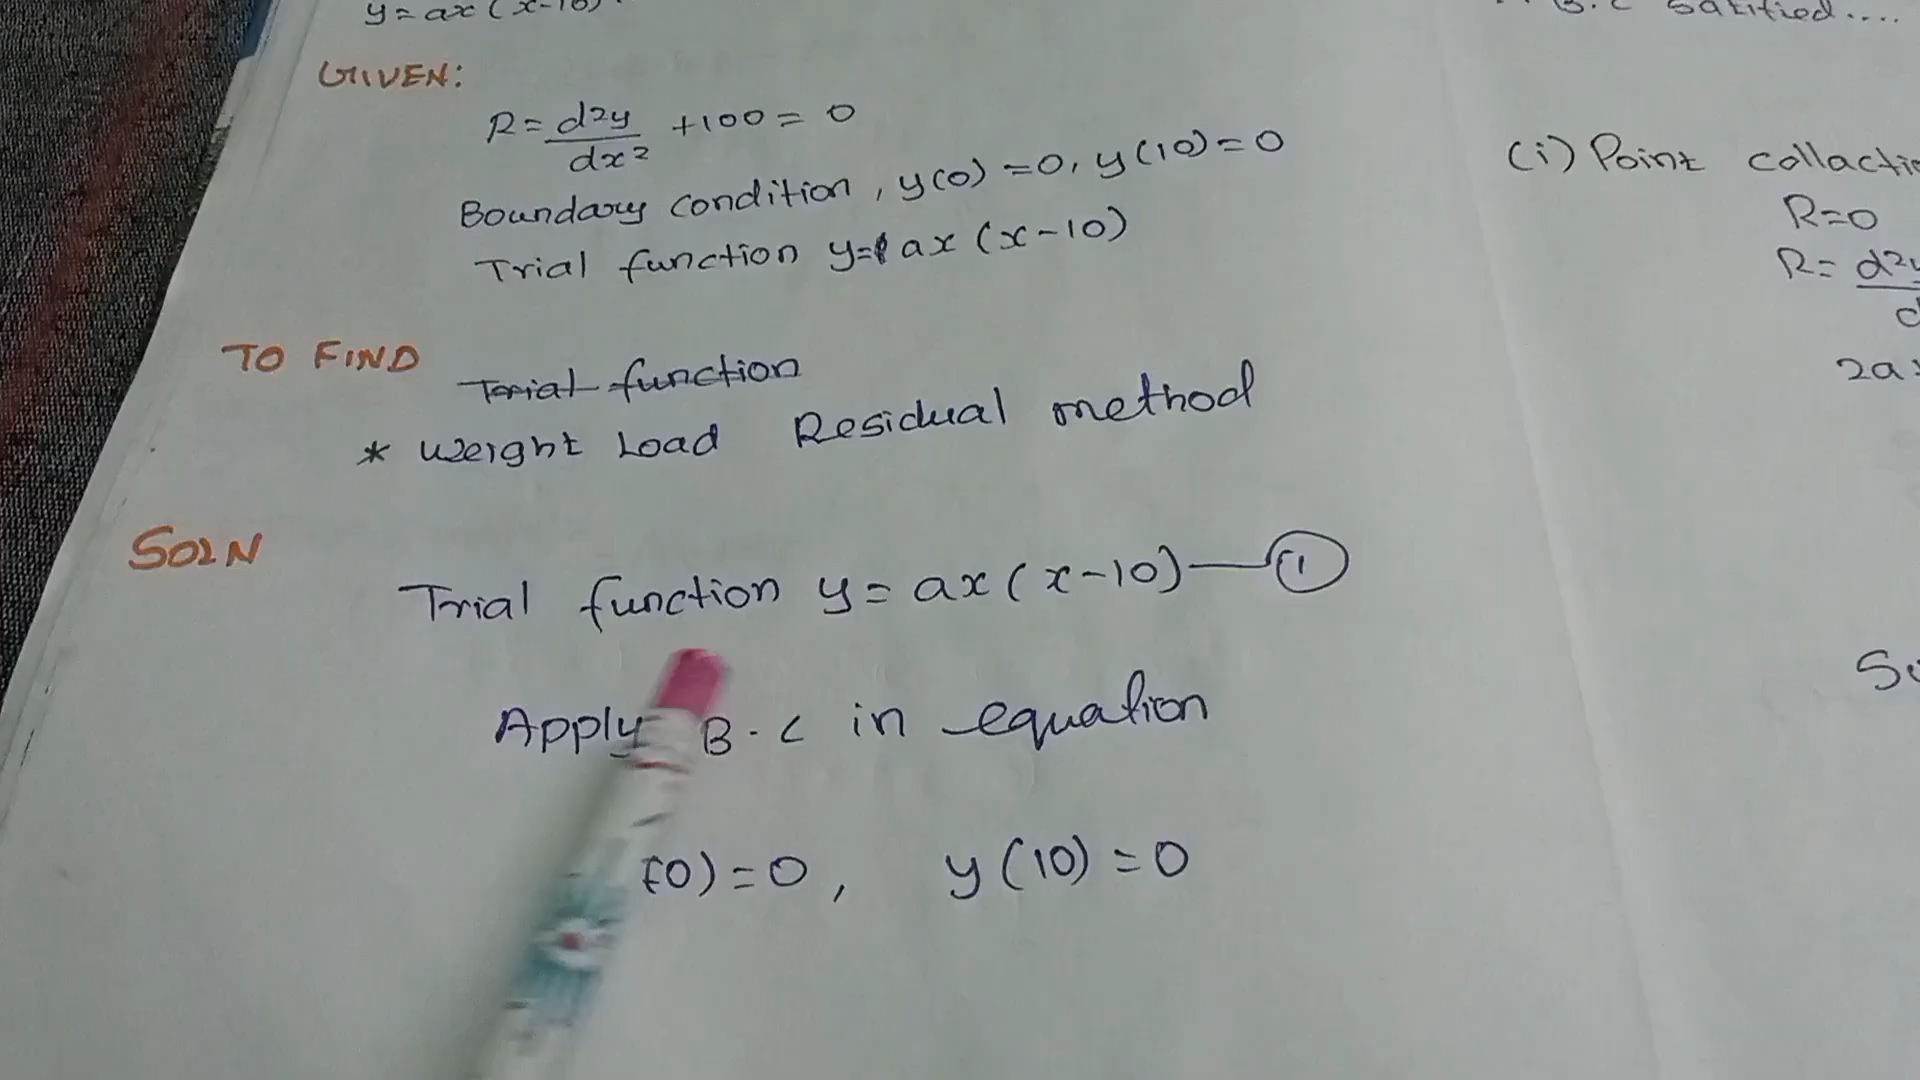 y = ax (x-10)
GIVEN:
R = d²y/dx² + 100 = 0
Boundary condition, y(0) = 0, y(10) = 0
Trial function y= ax (x-10)
TO FIND
Trial function
* Weight Load Residual method
SOLN
Trial function y = ax (x-10) — 1
Apply B.C in equation
(0) = 0, y(10) = 0
B.C satified....
(i) Point
R=0
R= d²y
2a